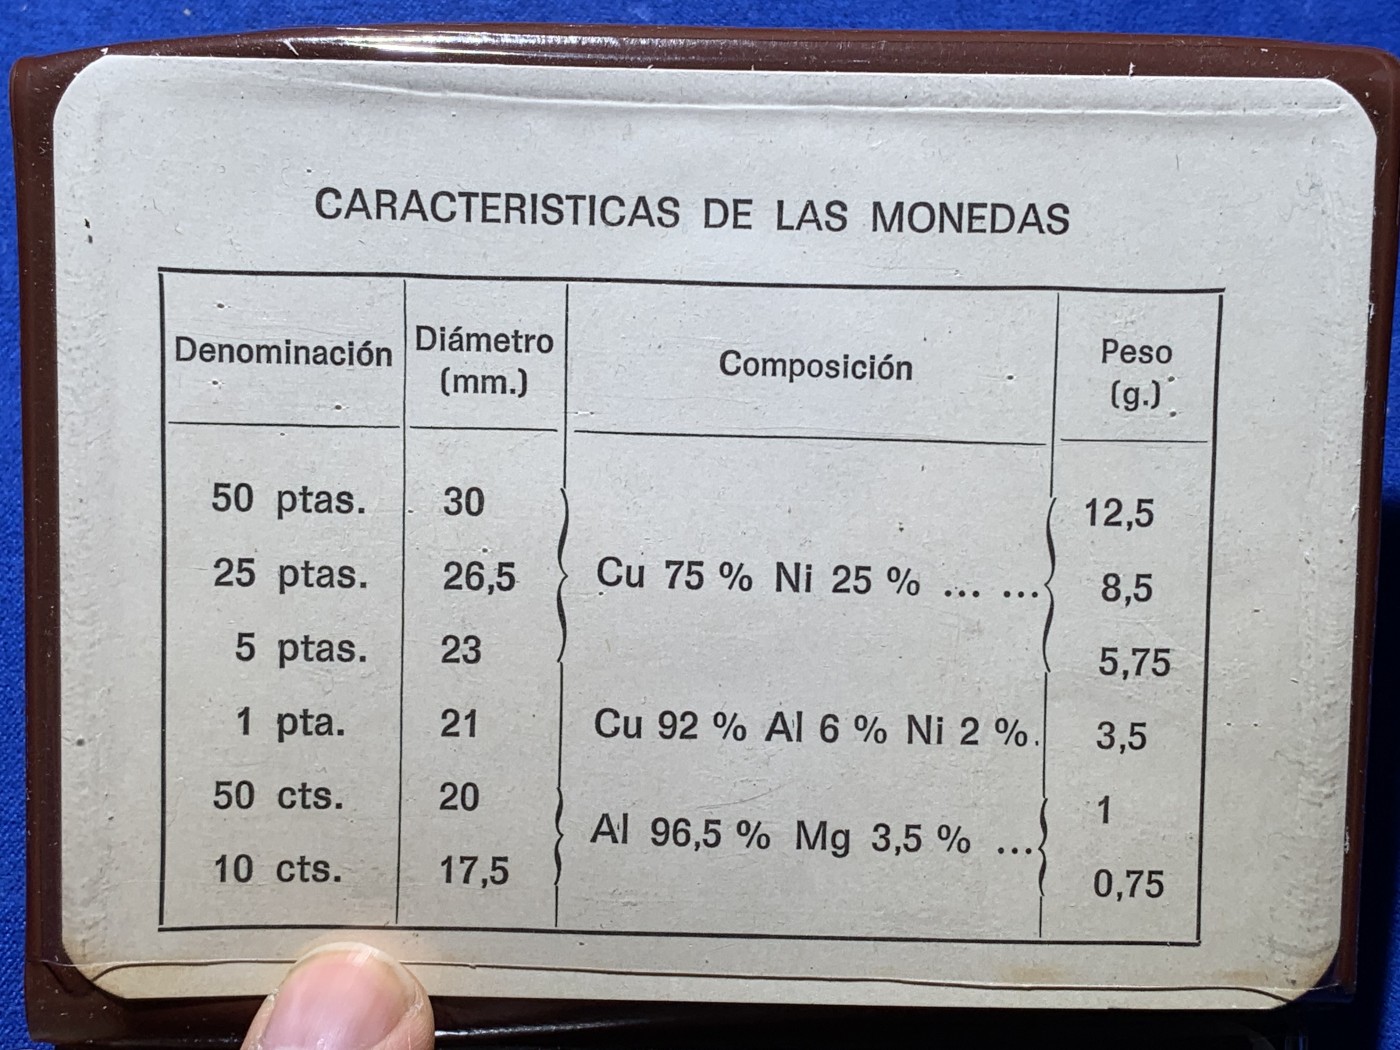 CARACTERISTICAS DE LAS MONEDAS
Denominación Diámetro (mm.) Composición Peso (g.)
50 ptas. 30 12,5
25 ptas. 26,5 Cu 75 % Ni 25 % ... ... 8,5
5 ptas. 23 5,75
1 pta. 21 Cu 92 % Al 6 % Ni 2 %. 3,5
50 cts. 20 1
Al 96,5 % Mg 3,5 % ...
10 cts. 17,5 0,75